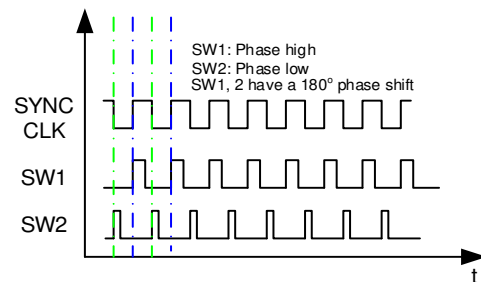 SW1: Phase high
SW2: Phase low
SW1, 2 have a 180° phase shift
SYNC
CLK
SW1
SW2
t